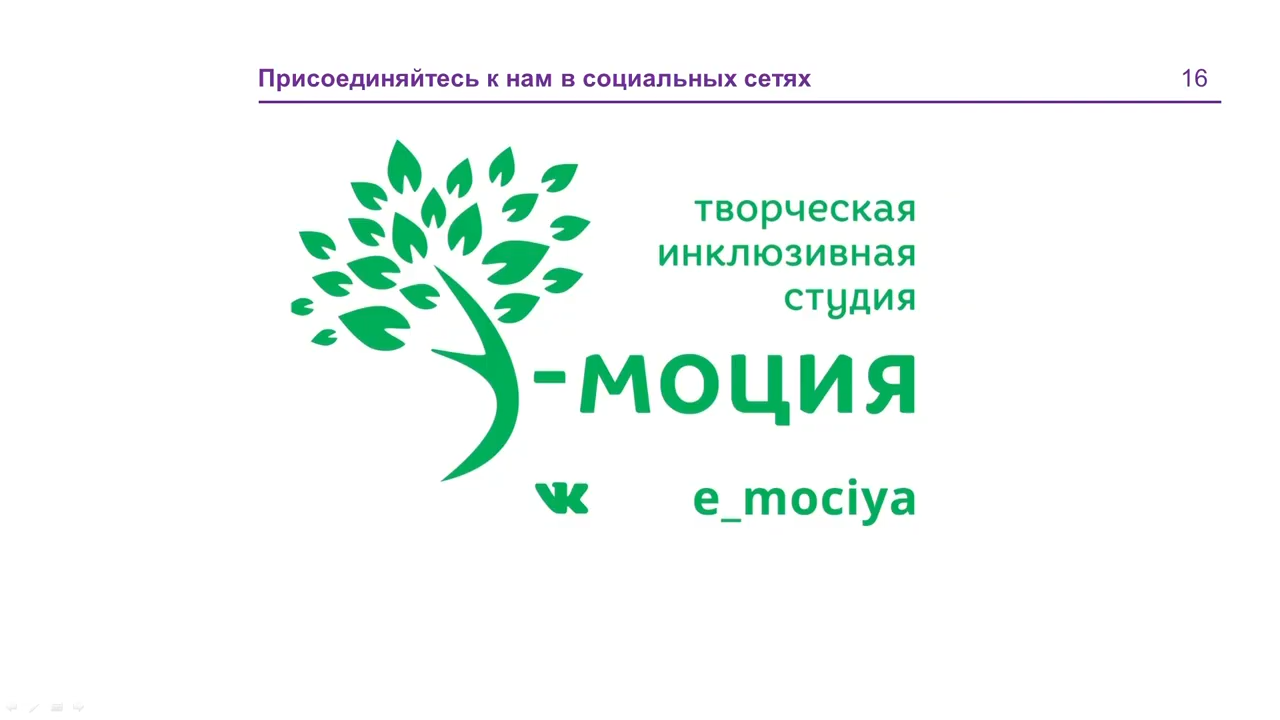 Присоединяйтесь к нам в социальных сетях 16
творческая
инклюзивная
студия
-моция
e_mociya